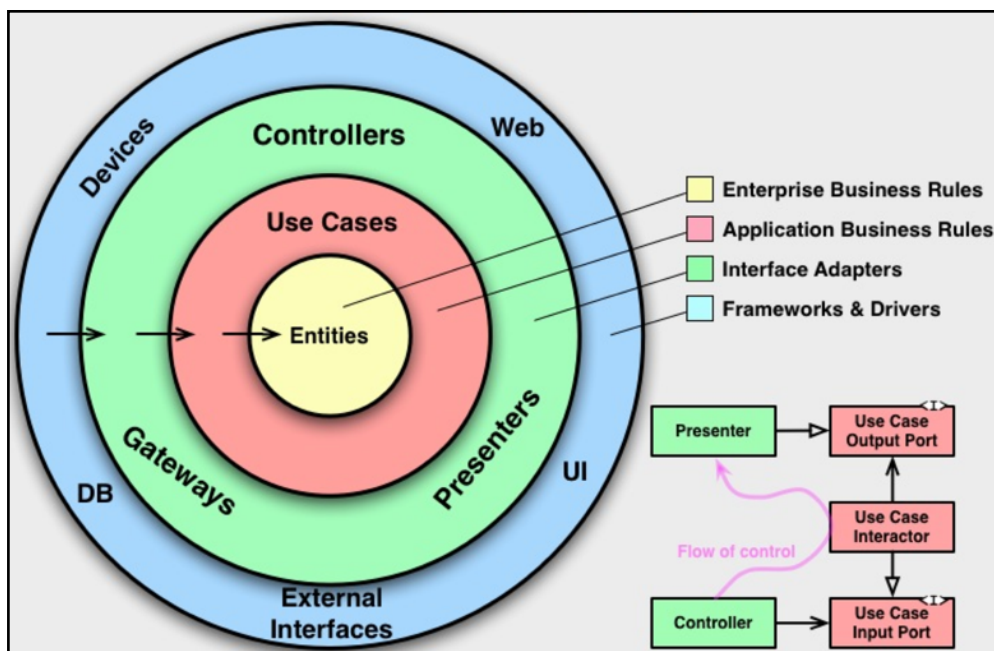 Devices
Web
Controllers
Use Cases
Entities
Gateways
Presenters
DB
UI
External
Interfaces
Enterprise Business Rules
Application Business Rules
Interface Adapters
Frameworks & Drivers
Presenter
<I>
Use Case
Output Port
Use Case
Interactor
Flow of control
Controller
<I>
Use Case
Input Port